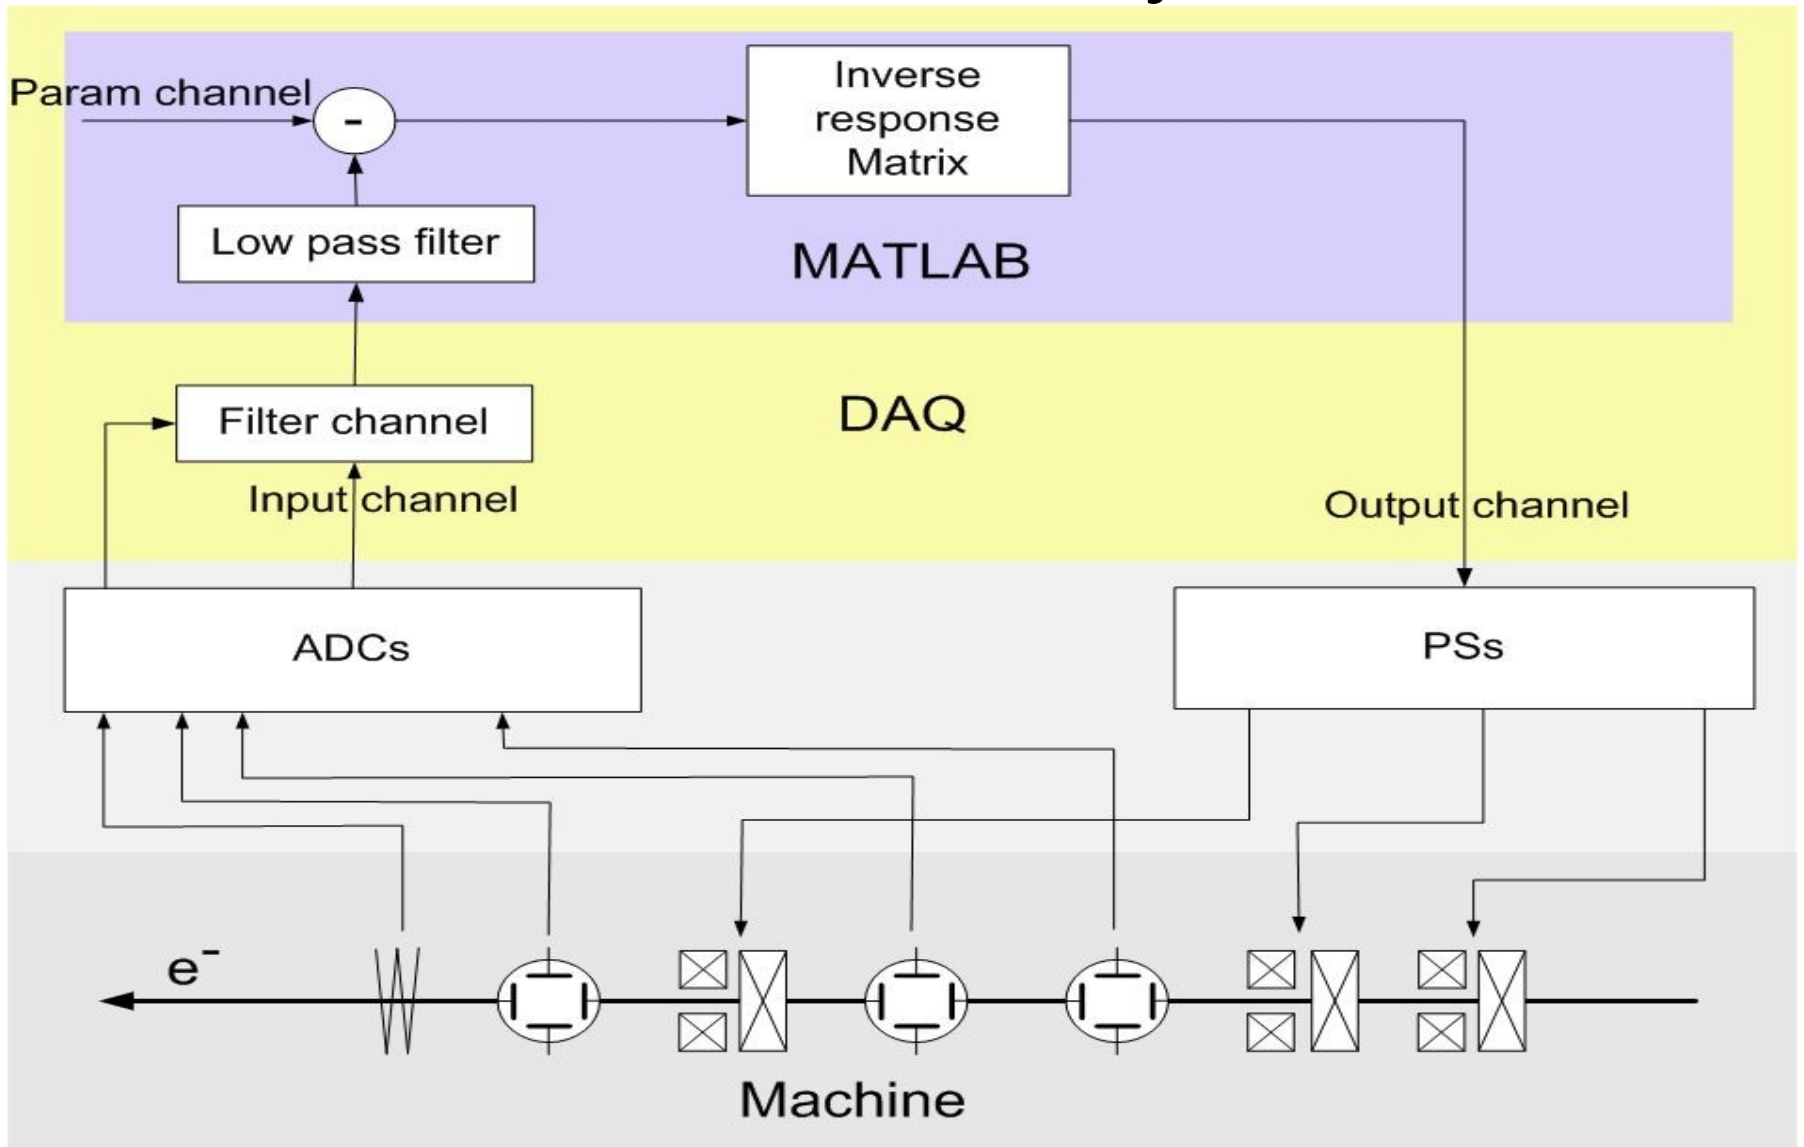 Param channel
-
Inverse
response
Matrix
Low pass filter
MATLAB
Filter channel
DAQ
Input channel
Output channel
ADCs
PSs
e-
Machine